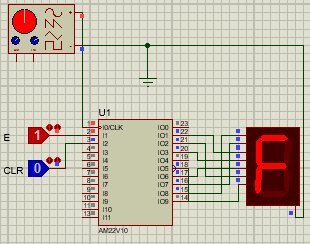 U1
1 I0/CLK IO0 23
2 I1 IO1 22
3 I2 IO2 21
4 I3 IO3 20
5 I4 IO4 19
6 I5 IO5 18
7 I6 IO6 17
8 I7 IO7 16
9 I8 IO8 15
10 I9 IO9 14
11 I10
13 I11
AM22V10
E 1
CLR 0
F